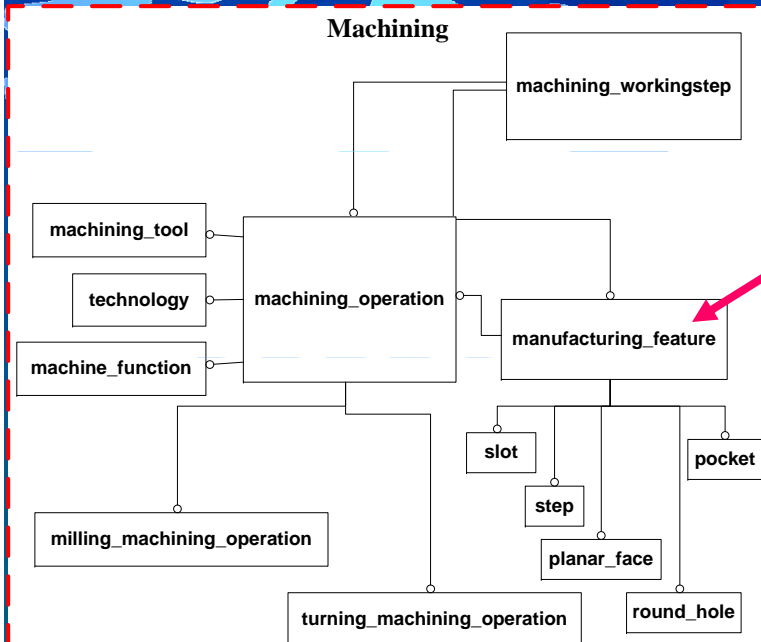 Machining
machining_workingstep
machining_tool
technology
machining_operation
machine_function
manufacturing_feature
slot
pocket
step
milling_machining_operation
planar_face
turning_machining_operation
round_hole